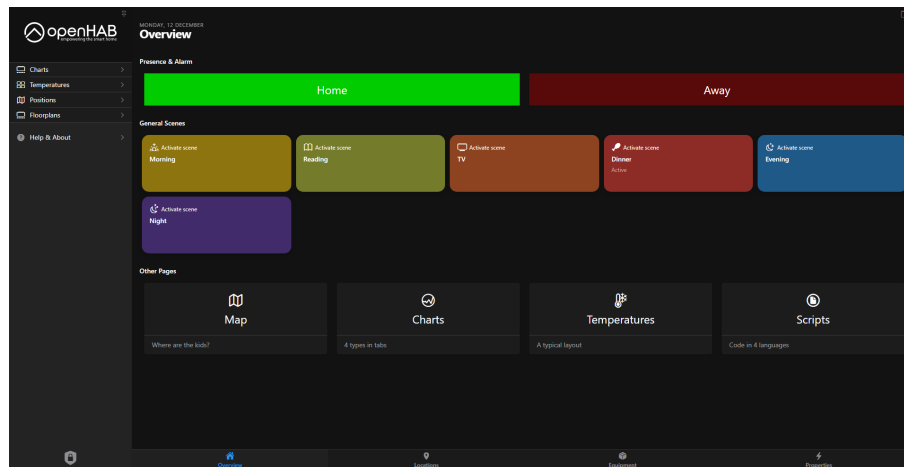 openHAB
empowering the smart home
Charts
Temperatures
Positions
Floorplans
Help & About
MONDAY, 12 DECEMBER
Overview
Presence & Alarm
Home
Away
General Scenes
Activate scene
Morning
Activate scene
Reading
Activate scene
TV
Activate scene
Dinner
Active
Activate scene
Evening
Activate scene
Night
Other Pages
Map
Where are the kids?
Charts
4 types in tabs
Temperatures
A typical layout
Scripts
Code in 4 languages
Overview
Locations
Equipment
Properties